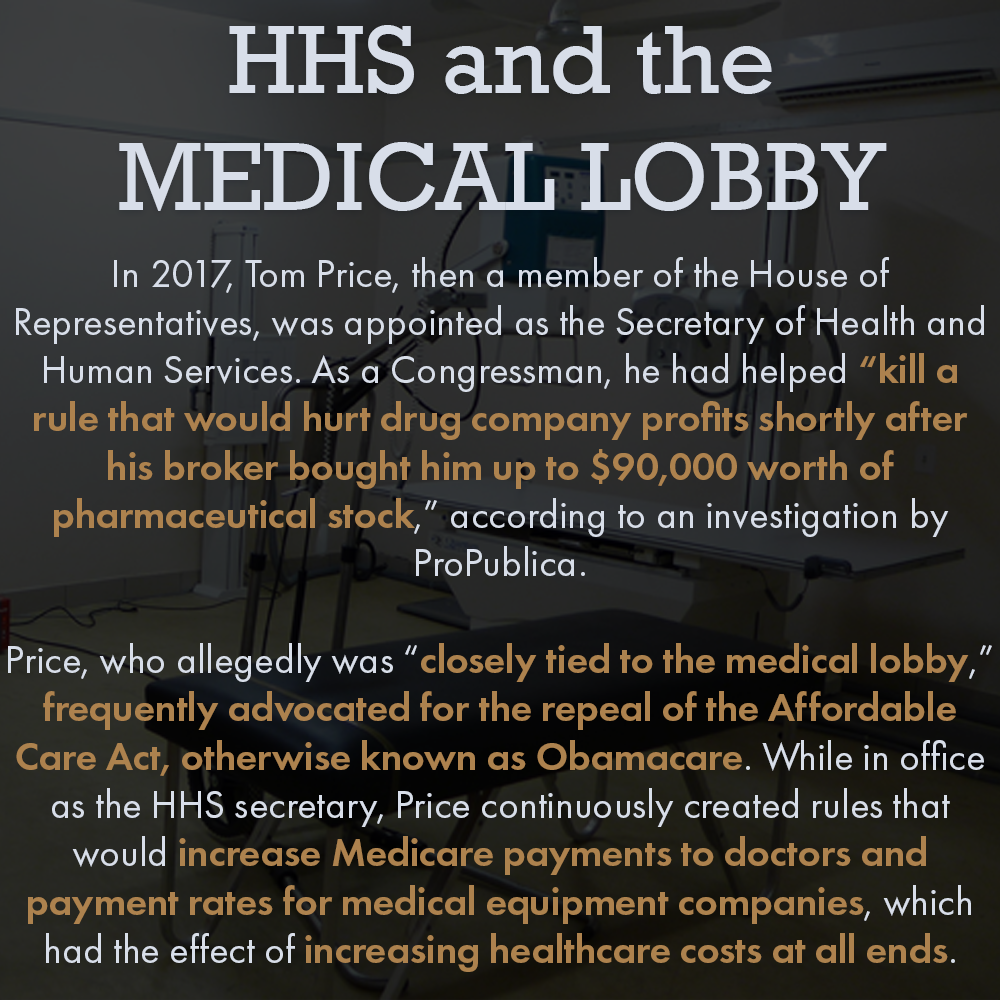 HHS and the
MEDICAL LOBBY
In 2017, Tom Price, then a member of the House of
Representatives, was appointed as the Secretary of Health and
Human Services. As a Congressman, he had helped “kill a
rule that would hurt drug company profits shortly after
his broker bought him up to $90,000 worth of
pharmaceutical stock,” according to an investigation by
ProPublica.
Price, who allegedly was “closely tied to the medical lobby,”
frequently advocated for the repeal of the Affordable
Care Act, otherwise known as Obamacare. While in office
as the HHS secretary, Price continuously created rules that
would increase Medicare payments to doctors and
payment rates for medical equipment companies, which
had the effect of increasing healthcare costs at all ends.